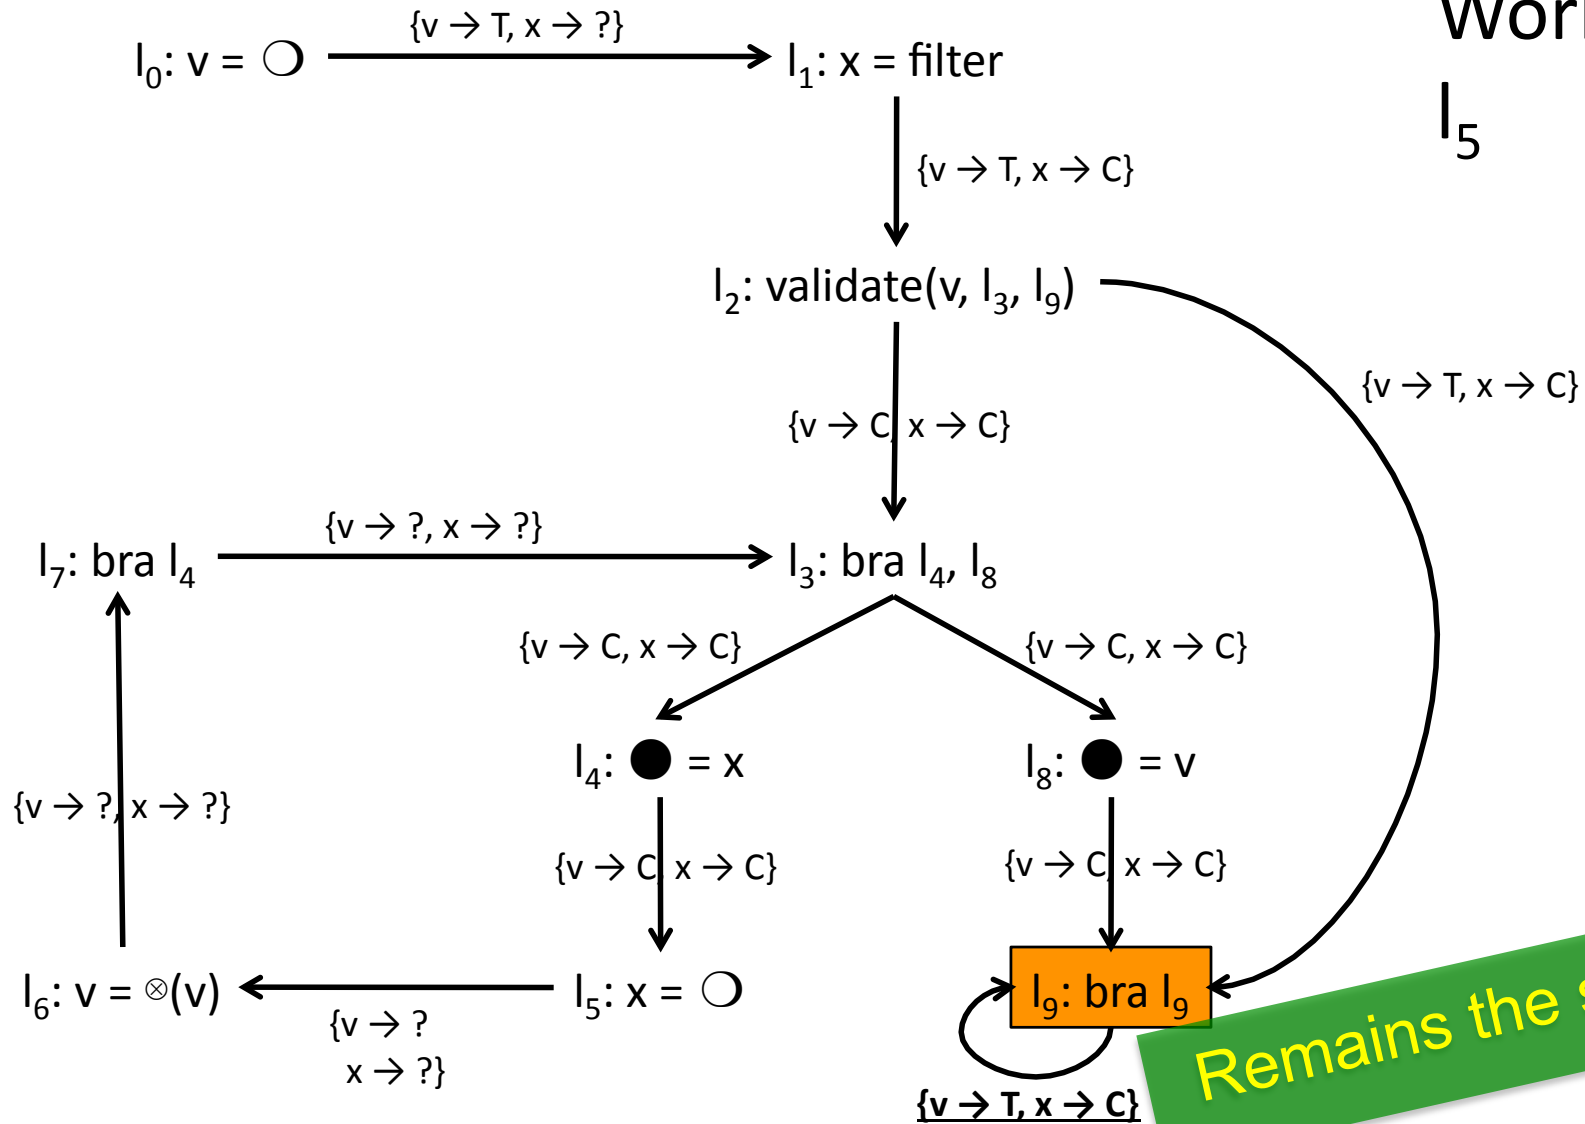 Worl
l₅
{v → T, x → ?}
l₀: v = ❍
l₁: x = filter
{v → T, x → C}
l₂: validate(v, l₃, l₉)
{v → T, x → C}
{v → C, x → C}
{v → ?, x → ?}
l₇: bra l₄
l₃: bra l₄, l₈
{v → C, x → C}
{v → C, x → C}
l₄: ● = x
l₈: ● = v
{v → ?, x → ?}
{v → C, x → C}
{v → C, x → C}
l₆: v = ⊗(v)
l₅: x = ❍
l₉: bra l₉
{v → ?
x → ?}
Remains the s
{v → T, x → C}